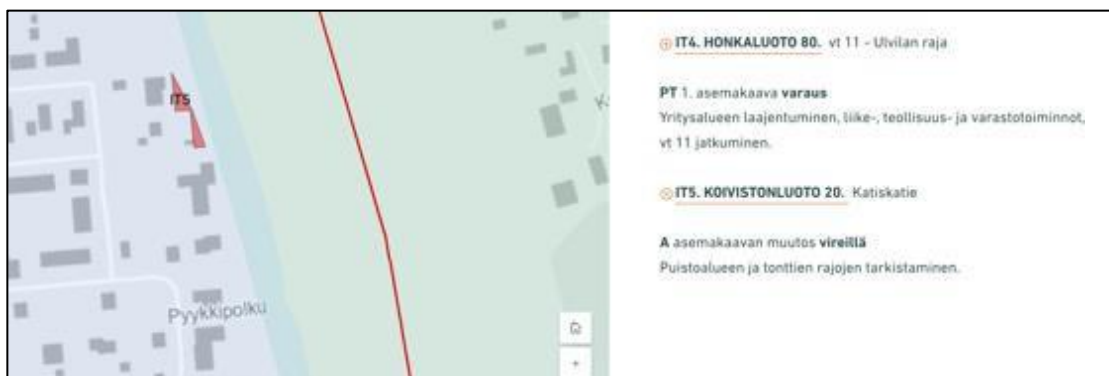 IT5
Pyykkipolku
IT4. HONKALUOTO 80. vt 11 - Ulvilan raja
PT 1. asemakaava varaus
Yritysalueen laajentuminen, liike-, teollisuus- ja varastotoiminnot,
vt 11 jatkuminen.
IT5. KOIVISTONLUOTO 20. Katiskatie
A asemakaavan muutos vireillä
Puistoalueen ja tonttien rajojen tarkistaminen.